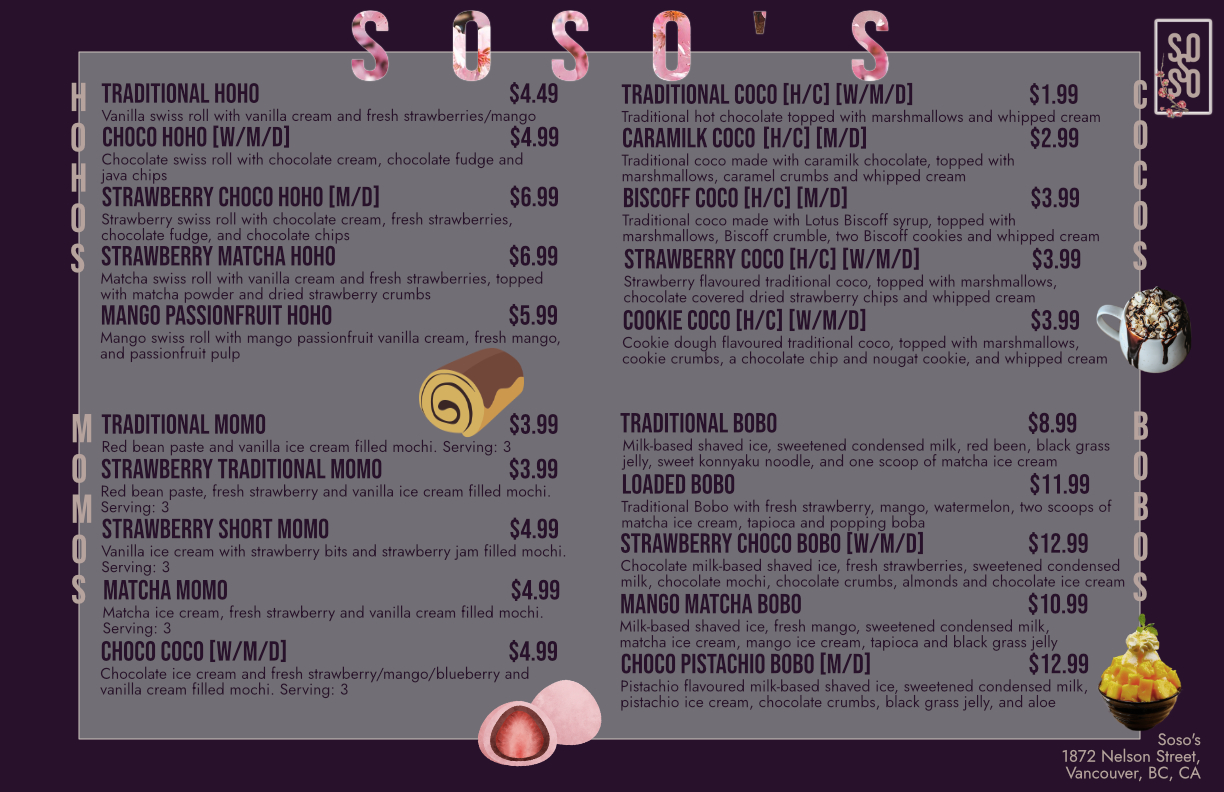 SOSO'S
SO
SO
HOHOS
TRADITIONAL HOHO $4.49
Vanilla swiss roll with vanilla cream and fresh strawberries/mango
CHOCO HOHO [W/M/D] $4.99
Chocolate swiss roll with chocolate cream, chocolate fudge and
java chips
STRAWBERRY CHOCO HOHO [M/D] $6.99
Strawberry swiss roll with chocolate cream, fresh strawberries,
chocolate fudge, and chocolate chips
STRAWBERRY MATCHA HOHO $6.99
Matcha swiss roll with vanilla cream and fresh strawberries, topped
with matcha powder and dried strawberry crumbs
MANGO PASSIONFRUIT HOHO $5.99
Mango swiss roll with mango passionfruit vanilla cream, fresh mango,
and passionfruit pulp
MOMOS
TRADITIONAL MOMO $3.99
Red bean paste and vanilla ice cream filled mochi. Serving: 3
STRAWBERRY TRADITIONAL MOMO $3.99
Red bean paste, fresh strawberry and vanilla ice cream filled mochi.
Serving: 3
STRAWBERRY SHORT MOMO $4.99
Vanilla ice cream with strawberry bits and strawberry jam filled mochi.
Serving: 3
MATCHA MOMO $4.99
Matcha ice cream, fresh strawberry and vanilla cream filled mochi.
Serving: 3
CHOCO COCO [W/M/D] $4.99
Chocolate ice cream and fresh strawberry/mango/blueberry and
vanilla cream filled mochi. Serving: 3
COCOS
TRADITIONAL COCO [H/C] [W/M/D] $1.99
Traditional hot chocolate topped with marshmallows and whipped cream
CARAMILK COCO [H/C] [M/D] $2.99
Traditional coco made with caramilk chocolate, topped with
marshmallows, caramel crumbs and whipped cream
BISCOFF COCO [H/C] [M/D] $3.99
Traditional coco made with Lotus Biscoff syrup, topped with
marshmallows, Biscoff crumble, two Biscoff cookies and whipped cream
STRAWBERRY COCO [H/C] [W/M/D] $3.99
Strawberry flavoured traditional coco, topped with marshmallows,
chocolate covered dried strawberry chips and whipped cream
COOKIE COCO [H/C] [W/M/D] $3.99
Cookie dough flavoured traditional coco, topped with marshmallows,
cookie crumbs, a chocolate chip and nougat cookie, and whipped cream
BOBOS
TRADITIONAL BOBO $8.99
Milk-based shaved ice, sweetened condensed milk, red been, black grass
jelly, sweet konnyaku noodle, and one scoop of matcha ice cream
LOADED BOBO $11.99
Traditional Bobo with fresh strawberry, mango, watermelon, two scoops of
matcha ice cream, tapioca and popping boba
STRAWBERRY CHOCO BOBO [W/M/D] $12.99
Chocolate milk-based shaved ice, fresh strawberries, sweetened condensed
milk, chocolate mochi, chocolate crumbs, almonds and chocolate ice cream
MANGO MATCHA BOBO $10.99
Milk-based shaved ice, fresh mango, sweetened condensed milk,
matcha ice cream, mango ice cream, tapioca and black grass jelly
CHOCO PISTACHIO BOBO [M/D] $12.99
Pistachio flavoured milk-based shaved ice, sweetened condensed milk,
pistachio ice cream, chocolate crumbs, black grass jelly, and aloe
Soso's
1872 Nelson Street,
Vancouver, BC, CA